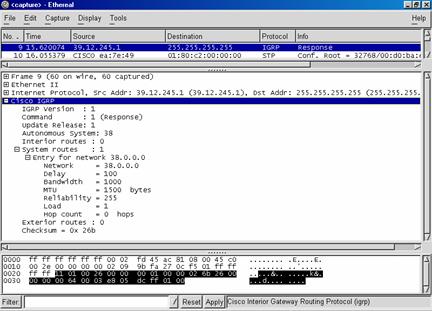 <capture> - Ethereal
File Edit Capture Display Tools Help
No. Time Source Destination Protocol Info
9 15.620074 39.12.245.1 255.255.255.255 IGRP Response
10 16.055379 CISCO ea:7e:49 01:80:c2:00:00:00 STP Conf. Root = 32768/00:d0:ba:e
Frame 9 (60 on wire, 60 captured)
Ethernet II
Internet Protocol, Src Addr: 39.12.245.1 (39.12.245.1), Dst Addr: 255.255.255.255 (255.255.255.
Cisco IGRP
IGRP Version : 1
Command : 1 (Response)
Update Release: 1
Autonomous System: 38
Interior routes : 0
System routes : 1
Entry for network 38.0.0.0
Network = 38.0.0.0
Delay = 100
Bandwidth = 1000
MTU = 1500 bytes
Reliability = 255
Load = 1
Hop count = 0 hops
Exterior routes : 0
Checksum = 0x 26b
0000 ff ff ff ff ff ff 00 02 fd 45 ac 81 08 00 45 c0
0010 00 2e 00 00 00 00 02 09 9b fa 27 0c f5 01 ff ff
0020 ff ff 11 01 00 26 00 00 00 01 00 00 02 6b 26 00
0030 00 00 00 64 00 03 e8 05 dc ff 01 00
Filter: / Reset Apply Cisco Interior Gateway Routing Protocol (igrp)